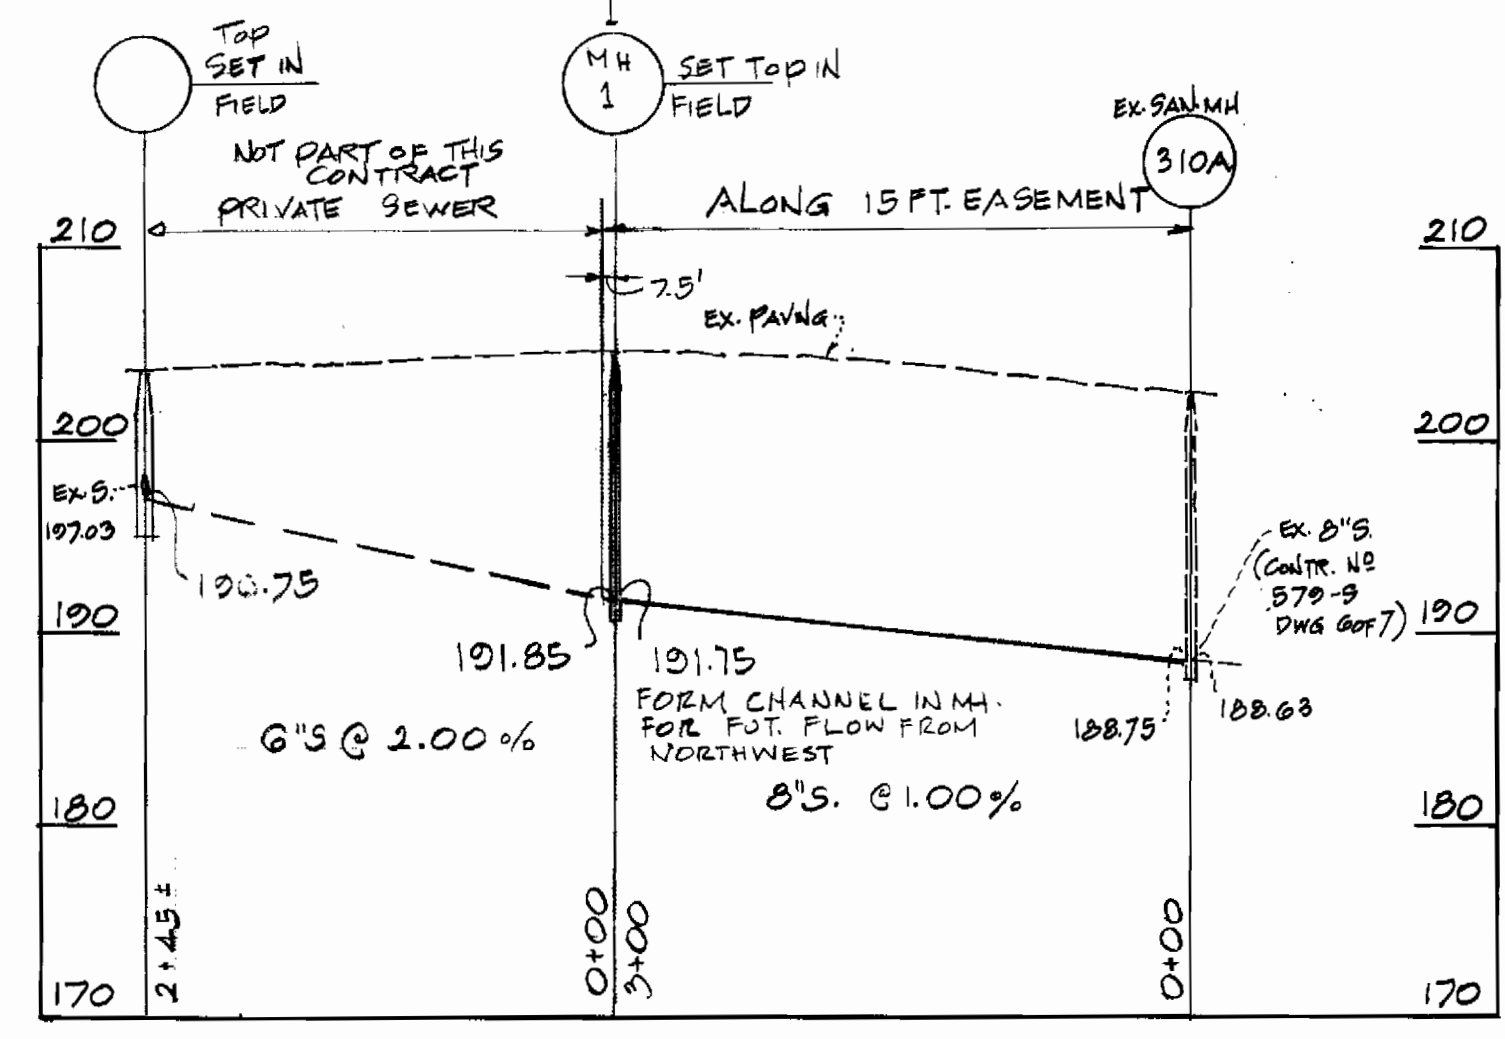 Top
SET IN
FIELD
MH
1
SET TOP IN
FIELD
EX. SAN. MH
310A
NOT PART OF THIS
CONTRACT
PRIVATE SEWER
ALONG 15 FT. EASEMENT
210
210
7.5'
EX. PAVNG
200
200
EX. S.
197.03
196.75
EX. 8"S.
(CONTR. Nº
579-S
DWG 6 OF 7)
190
190
191.85
191.75
FORM CHANNEL IN MH.
FOR FUT. FLOW FROM
NORTHWEST
188.75
188.63
6"S @ 2.00 %
8"S. @ 1.00 %
180
180
2+45 ±
0+00
3+00
0+00
170
170